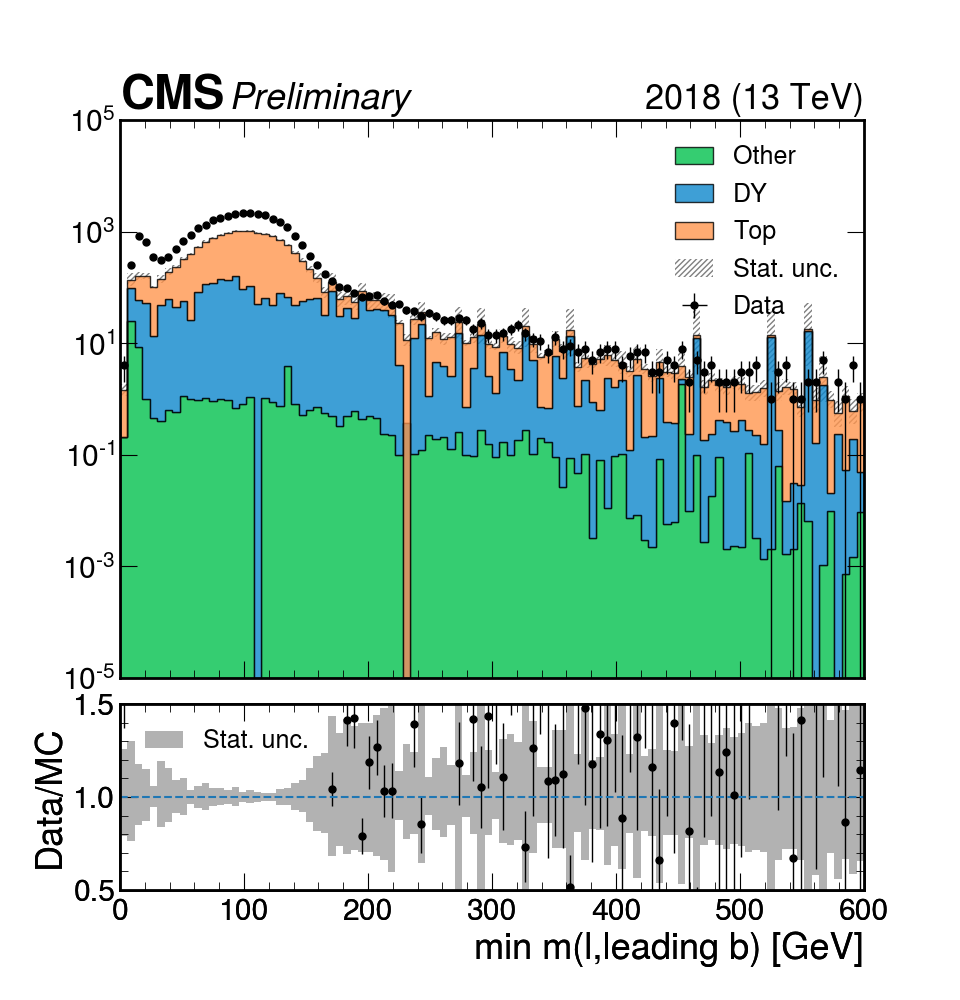 CMS Preliminary 2018 (13 TeV)
10^5
10^3
10^1
10^-1
10^-3
10^-5
Other
DY
Top
Stat. unc.
Data
1.5
1.0
0.5
Data/MC
Stat. unc.
0 100 200 300 400 500 600
min m(l,leading b) [GeV]